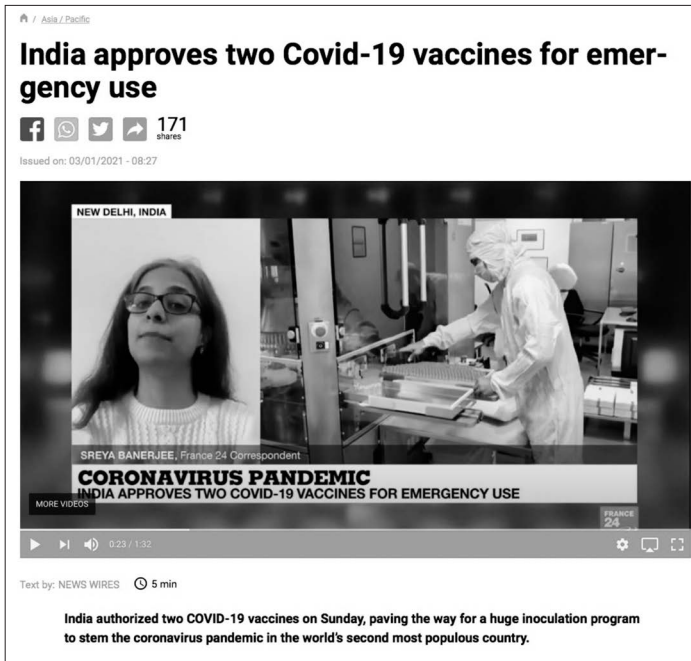 / Asia / Pacific
India approves two Covid-19 vaccines for emer-
gency use
171
shares
Issued on: 03/01/2021 - 08:27
NEW DELHI, INDIA
SREYA BANERJEE, France 24 Correspondent
CORONAVIRUS PANDEMIC
INDIA APPROVES TWO COVID-19 VACCINES FOR EMERGENCY USE
MORE VIDEOS
FRANCE
24
0:23 / 1:32
Text by: NEWS WIRES 5 min
India authorized two COVID-19 vaccines on Sunday, paving the way for a huge inoculation program
to stem the coronavirus pandemic in the world's second most populous country.